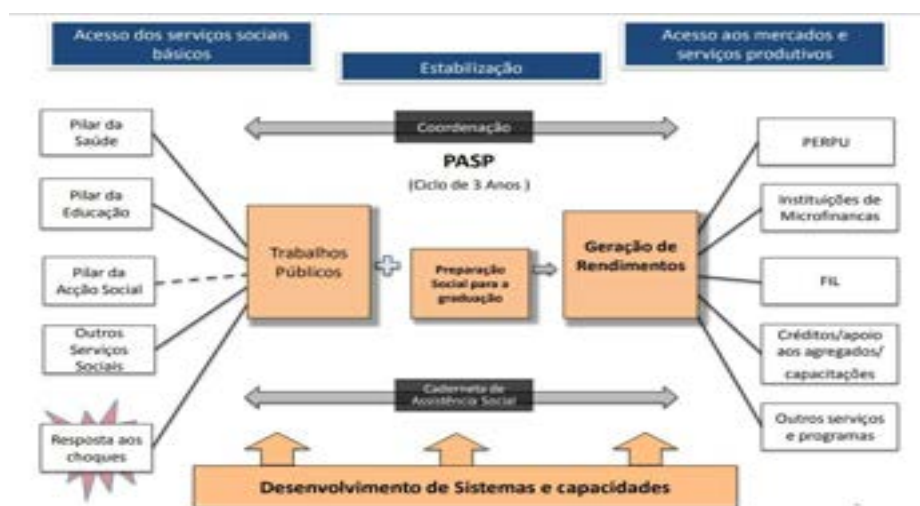 Acesso dos serviços sociais
básicos
Estabilização
Acesso aos mercados e
serviços produtivos
Coordenação
PASP
(Ciclo de 3 Anos )
Pilar da
Saúde
Pilar da
Educação
Pilar da
Acção Social
Outros
Serviços
Sociais
Resposta aos
choques
Trabalhos
Públicos
Preparação
Social para a
graduação
Geração de
Rendimentos
PERPU
Instituições de
Microfinancas
FIL
Créditos/apoio
aos agregados/
capacitações
Outros serviços
e programas
Caderneta de
Assistência Social
Desenvolvimento de Sistemas e capacidades